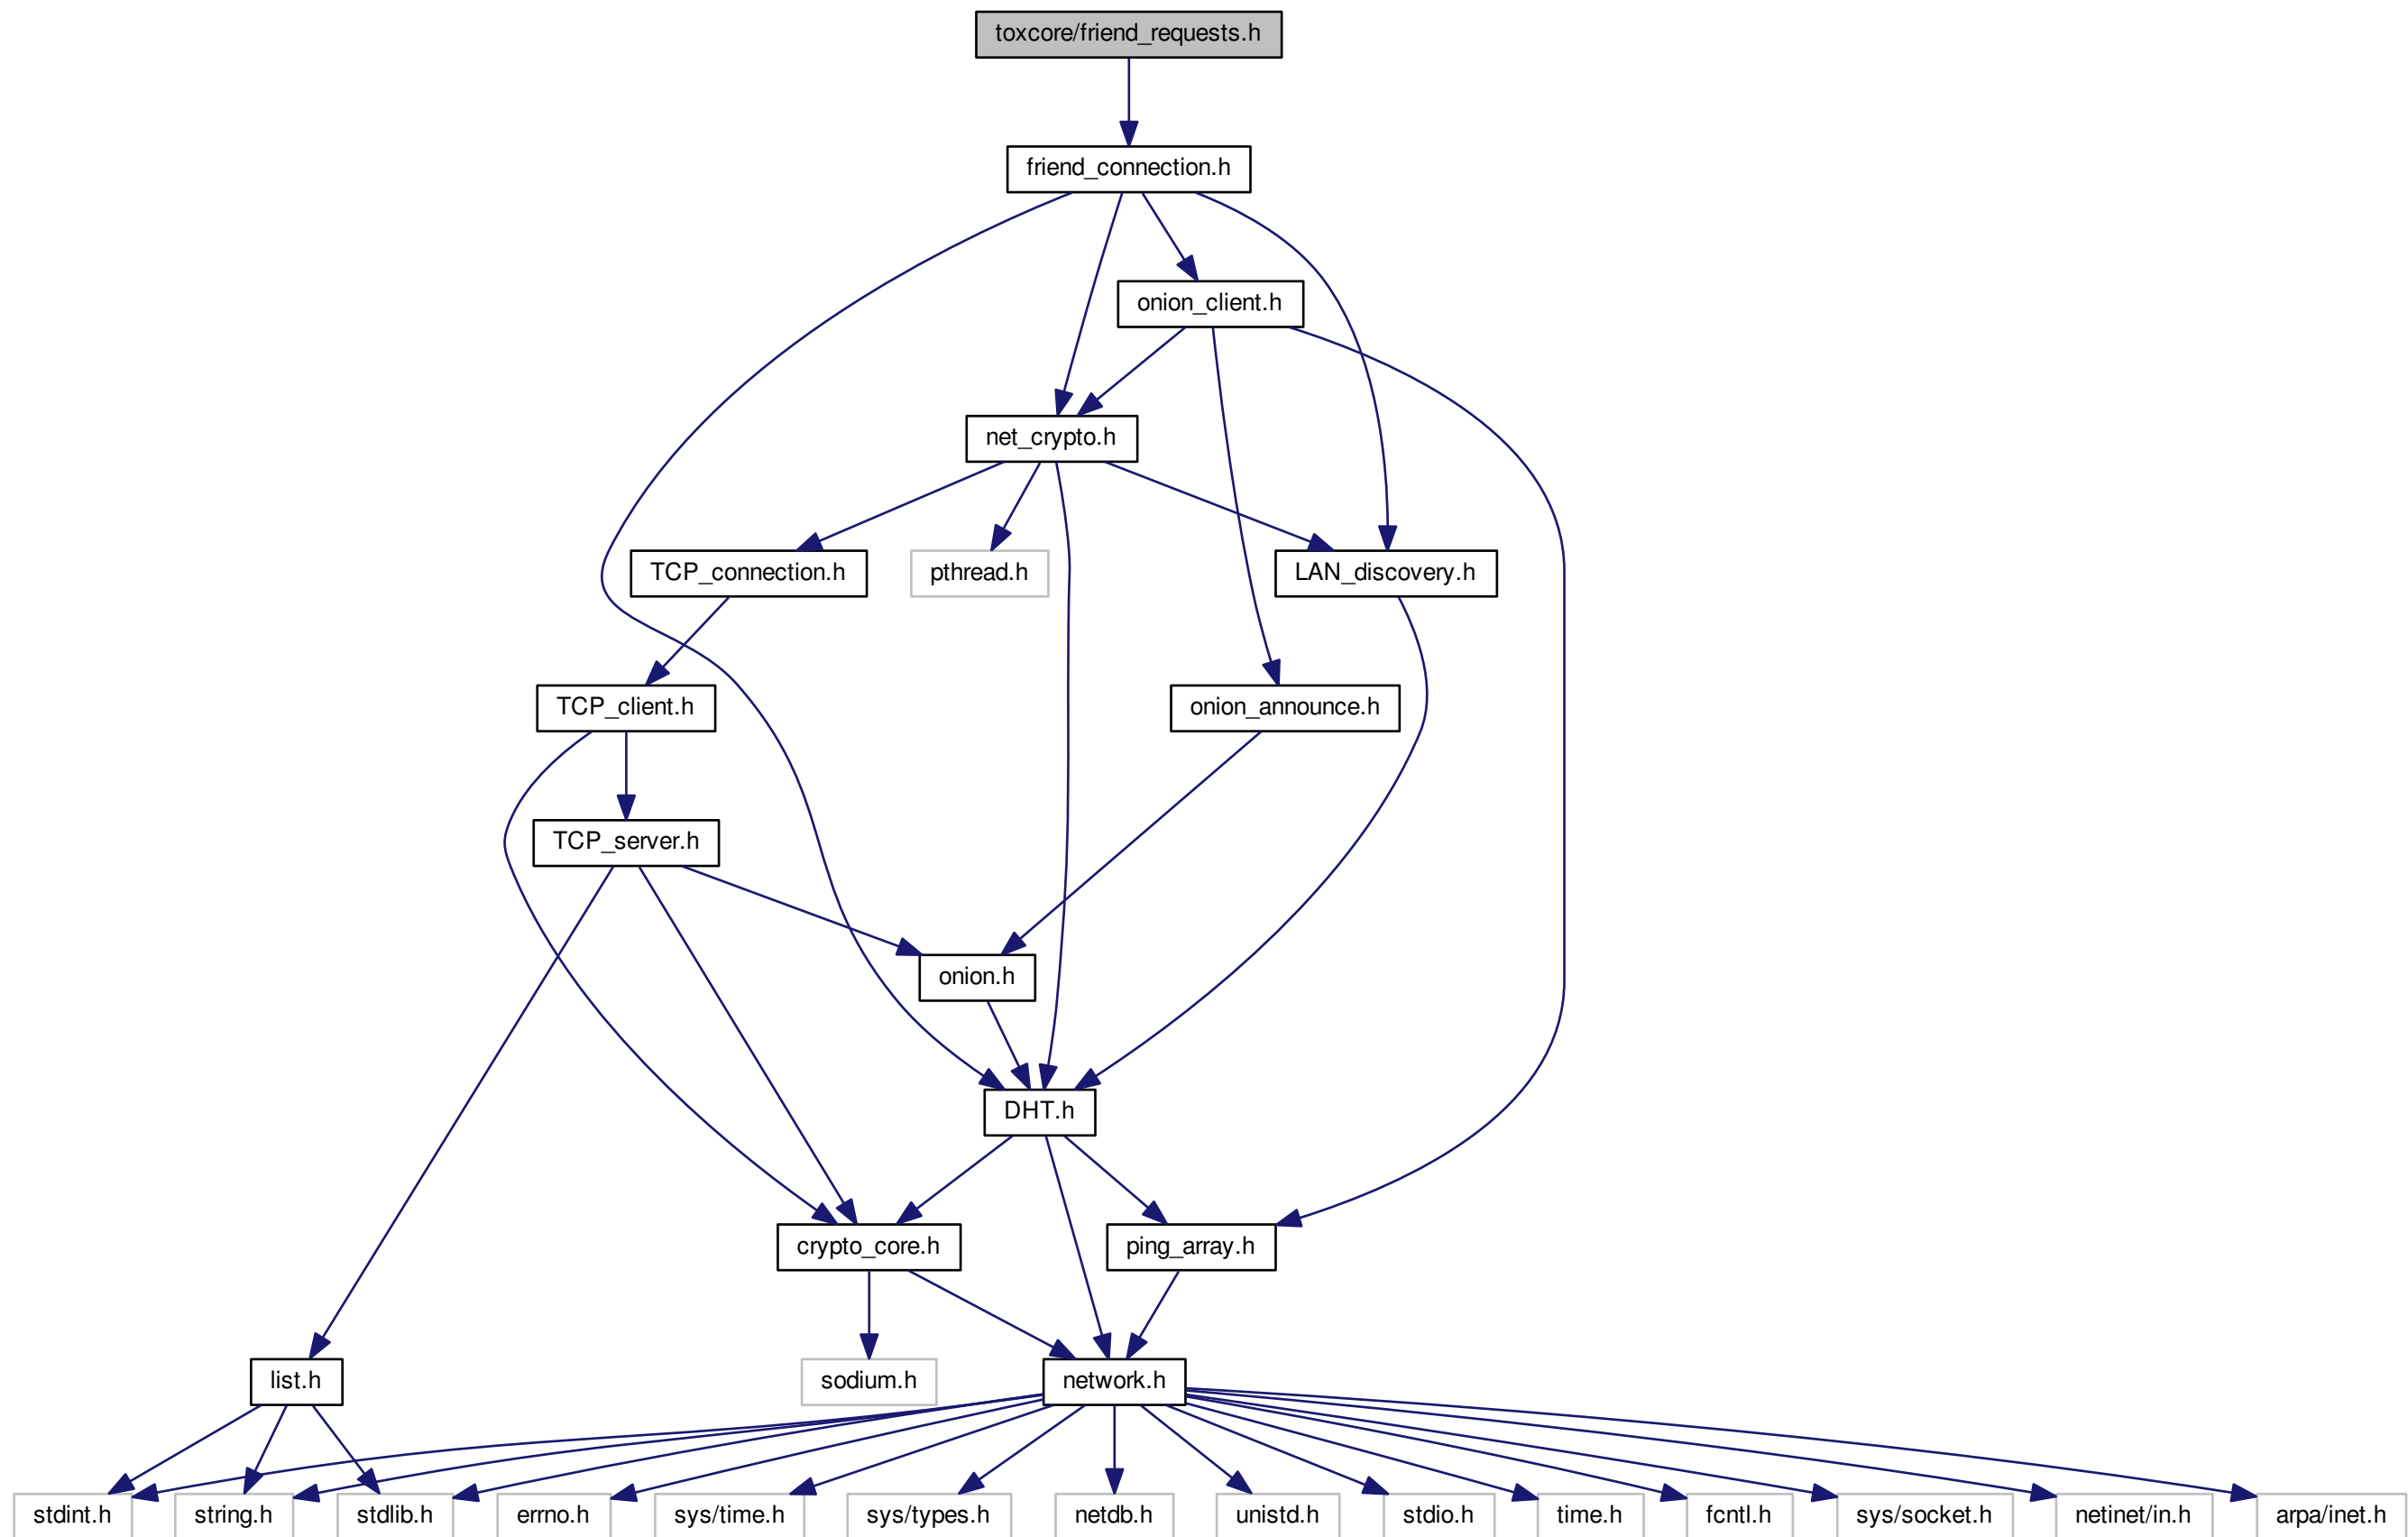 toxcore/friend_requests.h
friend_connection.h
onion_client.h
net_crypto.h
TCP_connection.h
pthread.h
LAN_discovery.h
TCP_client.h
onion_announce.h
TCP_server.h
onion.h
DHT.h
crypto_core.h
ping_array.h
list.h
sodium.h
network.h
stdint.h
string.h
stdlib.h
errno.h
sys/time.h
sys/types.h
netdb.h
unistd.h
stdio.h
time.h
fcntl.h
sys/socket.h
netinet/in.h
arpa/inet.h